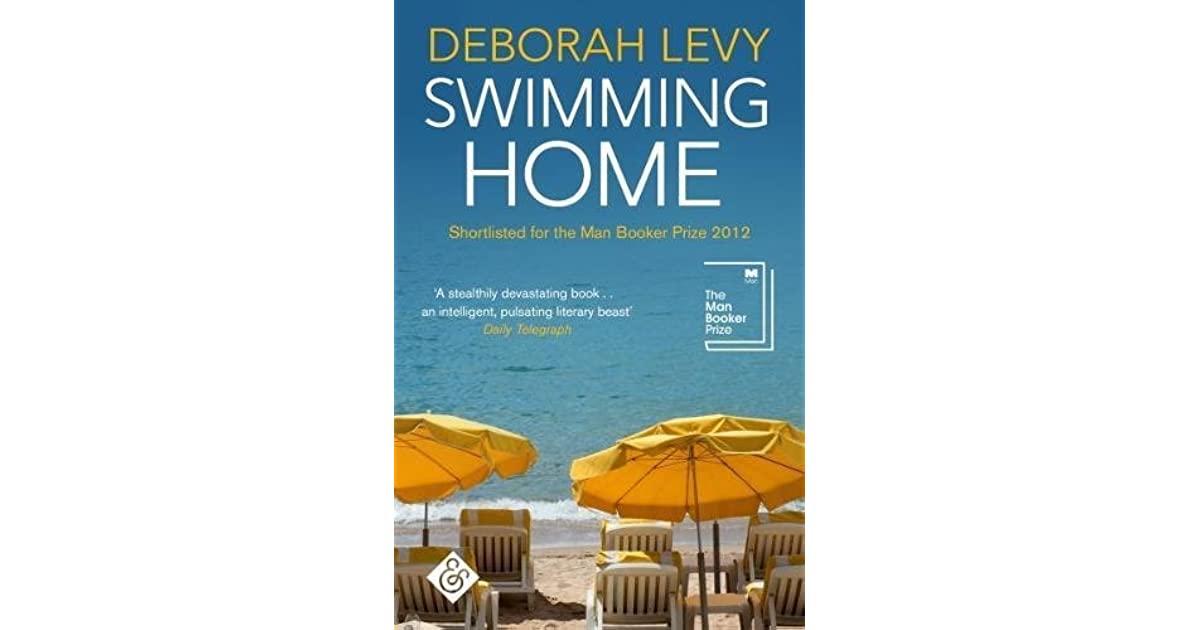 DEBORAH LEVY
SWIMMING
HOME
Shortlisted for the Man Booker Prize 2012
'A stealthily devastating book . .
an intelligent, pulsating literary beast'
Daily Telegraph
M
Man
The
Man
Booker
Prize
&